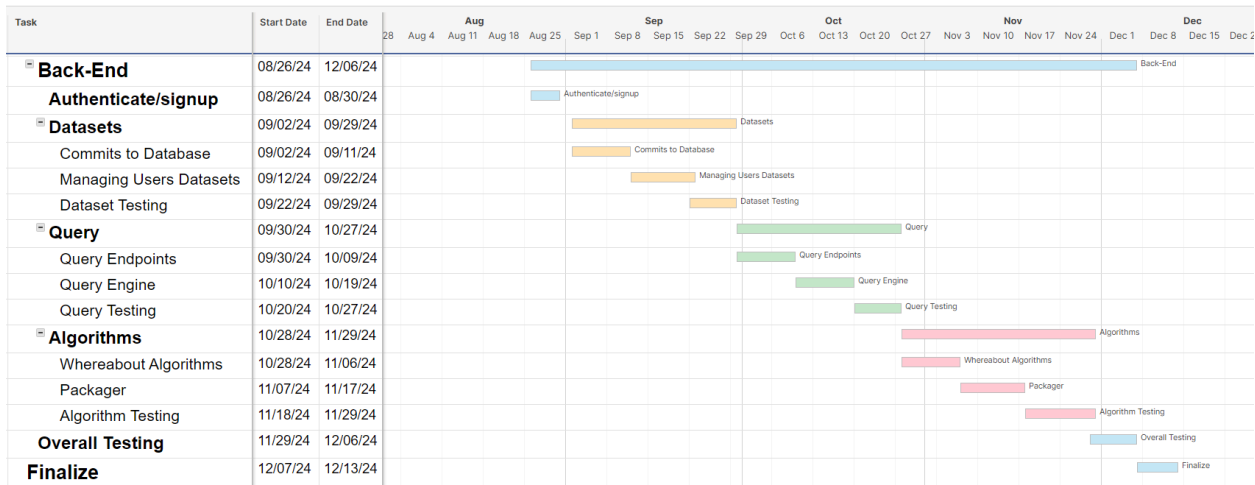 Task Start Date End Date Aug Sep Oct Nov Dec
28 Aug 4 Aug 11 Aug 18 Aug 25 Sep 1 Sep 8 Sep 15 Sep 22 Sep 29 Oct 6 Oct 13 Oct 20 Oct 27 Nov 3 Nov 10 Nov 17 Nov 24 Dec 1 Dec 8 Dec 15 Dec 2
Back-End 08/26/24 12/06/24 Back-End
Authenticate/signup 08/26/24 08/30/24 Authenticate/signup
Datasets 09/02/24 09/29/24 Datasets
Commits to Database 09/02/24 09/11/24 Commits to Database
Managing Users Datasets 09/12/24 09/22/24 Managing Users Datasets
Dataset Testing 09/22/24 09/29/24 Dataset Testing
Query 09/30/24 10/27/24 Query
Query Endpoints 09/30/24 10/09/24 Query Endpoints
Query Engine 10/10/24 10/19/24 Query Engine
Query Testing 10/20/24 10/27/24 Query Testing
Algorithms 10/28/24 11/29/24 Algorithms
Whereabout Algorithms 10/28/24 11/06/24 Whereabout Algorithms
Packager 11/07/24 11/17/24 Packager
Algorithm Testing 11/18/24 11/29/24 Algorithm Testing
Overall Testing 11/29/24 12/06/24 Overall Testing
Finalize 12/07/24 12/13/24 Finalize